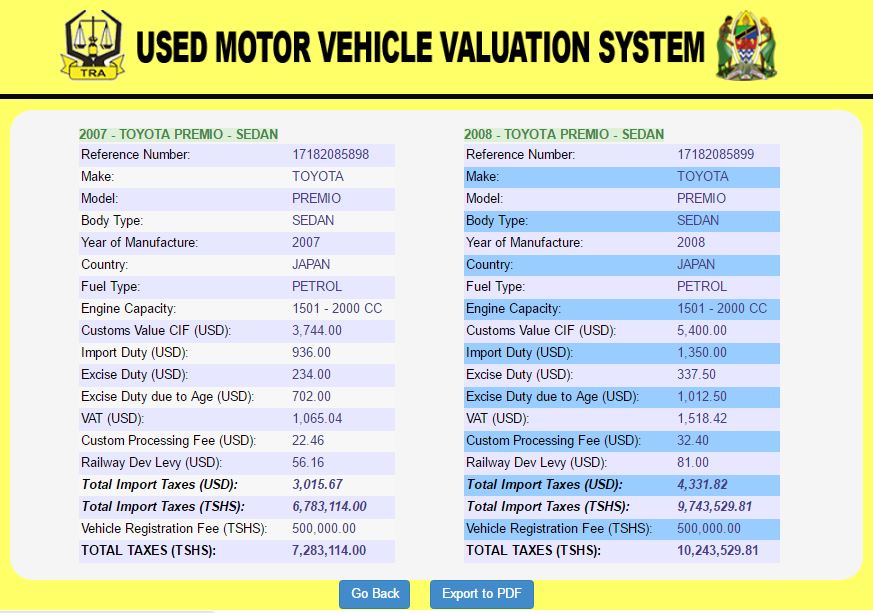 TRA
USED MOTOR VEHICLE VALUATION SYSTEM
2007 - TOYOTA PREMIO - SEDAN
Reference Number: 17182085898
Make: TOYOTA
Model: PREMIO
Body Type: SEDAN
Year of Manufacture: 2007
Country: JAPAN
Fuel Type: PETROL
Engine Capacity: 1501 - 2000 CC
Customs Value CIF (USD): 3,744.00
Import Duty (USD): 936.00
Excise Duty (USD): 234.00
Excise Duty due to Age (USD): 702.00
VAT (USD): 1,065.04
Custom Processing Fee (USD): 22.46
Railway Dev Levy (USD): 56.16
Total Import Taxes (USD): 3,015.67
Total Import Taxes (TSHS): 6,783,114.00
Vehicle Registration Fee (TSHS): 500,000.00
TOTAL TAXES (TSHS): 7,283,114.00
2008 - TOYOTA PREMIO - SEDAN
Reference Number: 17182085899
Make: TOYOTA
Model: PREMIO
Body Type: SEDAN
Year of Manufacture: 2008
Country: JAPAN
Fuel Type: PETROL
Engine Capacity: 1501 - 2000 CC
Customs Value CIF (USD): 5,400.00
Import Duty (USD): 1,350.00
Excise Duty (USD): 337.50
Excise Duty due to Age (USD): 1,012.50
VAT (USD): 1,518.42
Custom Processing Fee (USD): 32.40
Railway Dev Levy (USD): 81.00
Total Import Taxes (USD): 4,331.82
Total Import Taxes (TSHS): 9,743,529.81
Vehicle Registration Fee (TSHS): 500,000.00
TOTAL TAXES (TSHS): 10,243,529.81
Go Back
Export to PDF